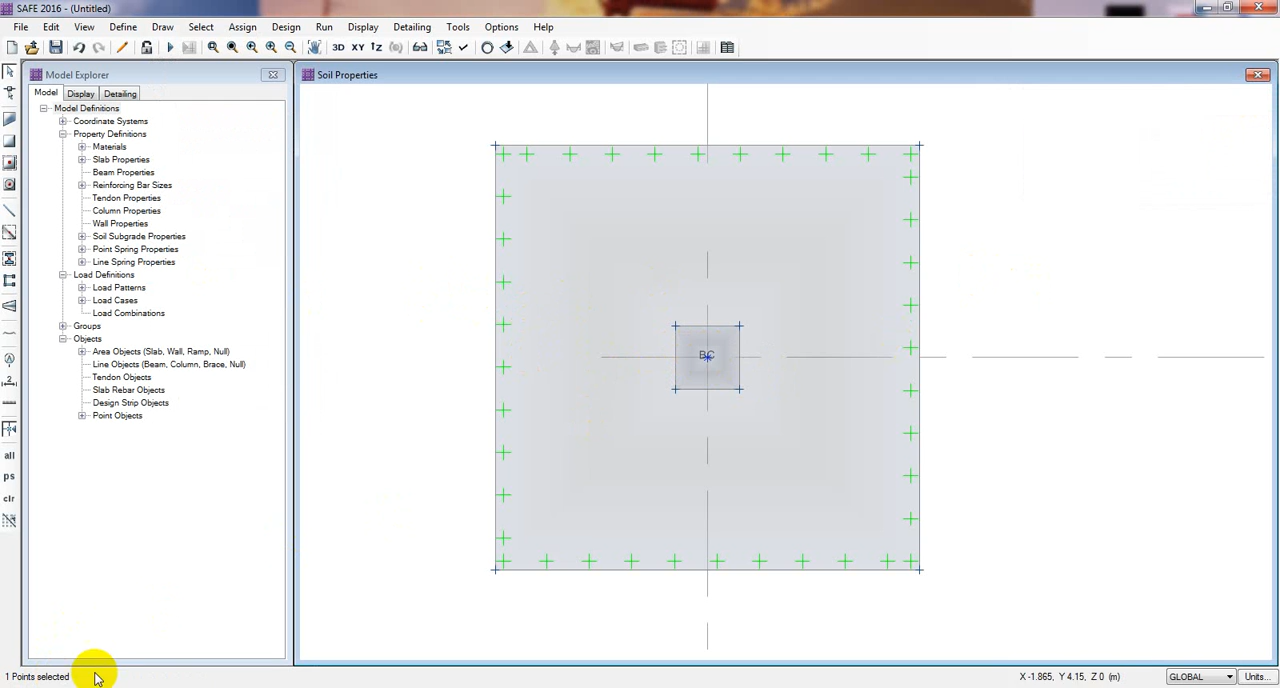 SAFE 2016 - (Untitled)
File Edit View Define Draw Select Assign Design Run Display Detailing Tools Options Help
3D XY
Model Explorer
Soil Properties
Model Display Detailing
Model Definitions
Coordinate Systems
Property Definitions
Materials
Slab Properties
Beam Properties
Reinforcing Bar Sizes
Tendon Properties
Column Properties
Wall Properties
Soil Subgrade Properties
Point Spring Properties
Line Spring Properties
Load Definitions
Load Patterns
Load Cases
Load Combinations
Groups
Objects
Area Objects (Slab, Wall, Ramp, Null)
Line Objects (Beam, Column, Brace, Null)
Tendon Objects
Slab Rebar Objects
Design Strip Objects
Point Objects
all
ps
clr
BC
1 Points selected
X -1.865, Y 4.15, Z 0 (m)
GLOBAL
Units...